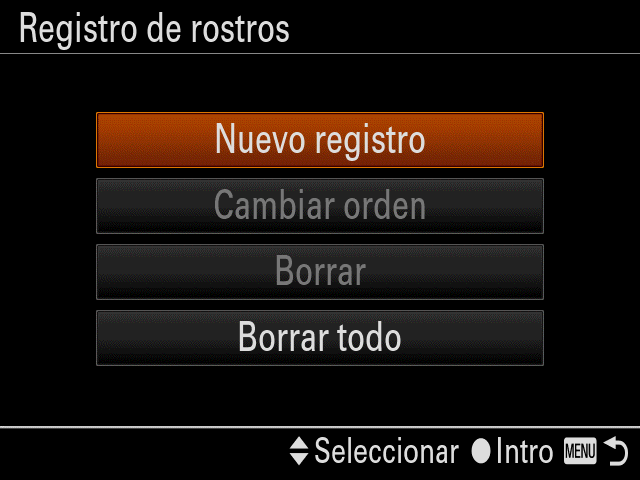 Registro de rostros
Nuevo registro
Cambiar orden
Borrar
Borrar todo
Seleccionar Intro MENU